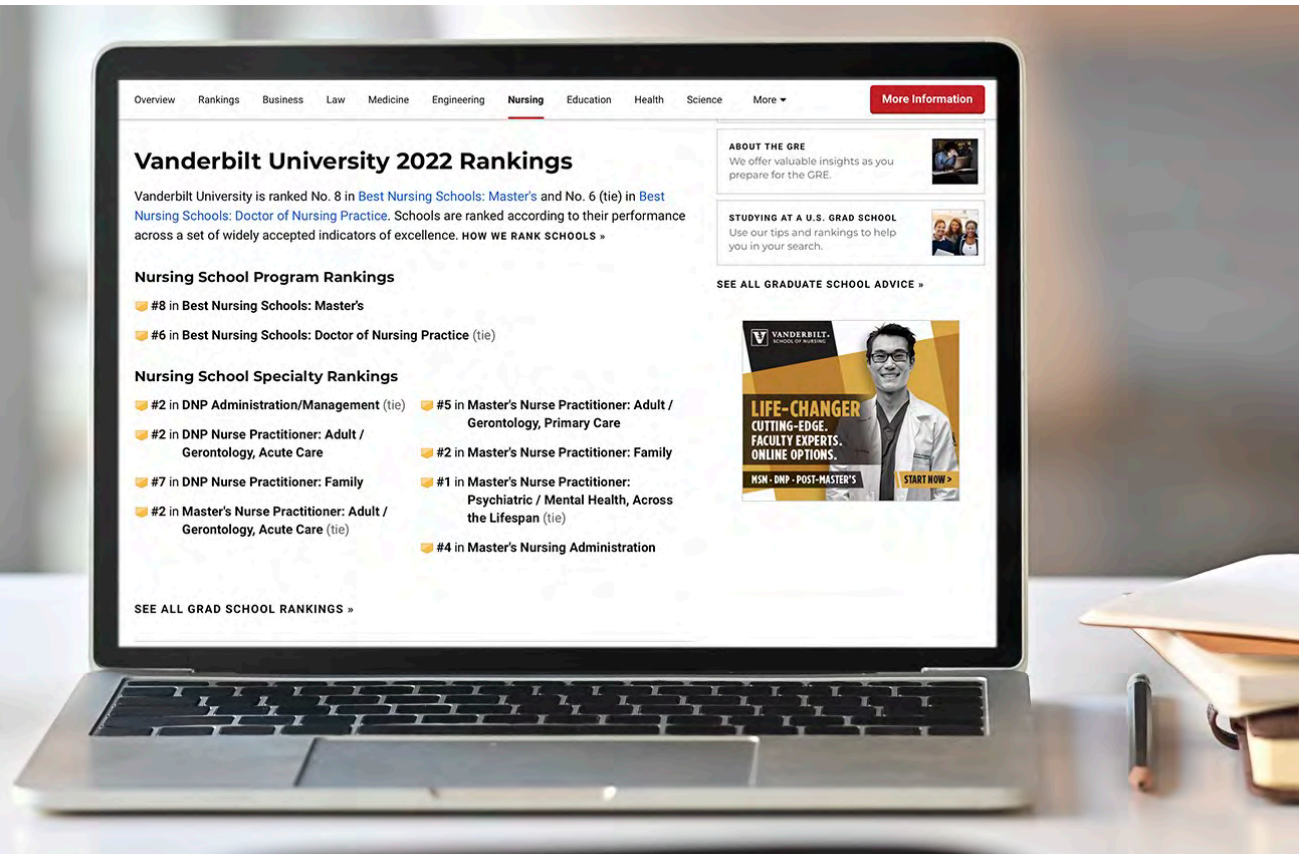 Overview Rankings Business Law Medicine Engineering Nursing Education Health Science More More Information
Vanderbilt University 2022 Rankings
Vanderbilt University is ranked No. 8 in Best Nursing Schools: Master's and No. 6 (tie) in Best
Nursing Schools: Doctor of Nursing Practice. Schools are ranked according to their performance
across a set of widely accepted indicators of excellence. HOW WE RANK SCHOOLS »
Nursing School Program Rankings
#8 in Best Nursing Schools: Master's
#6 in Best Nursing Schools: Doctor of Nursing Practice (tie)
Nursing School Specialty Rankings
#2 in DNP Administration/Management (tie)
#2 in DNP Nurse Practitioner: Adult /
Gerontology, Acute Care
#7 in DNP Nurse Practitioner: Family
#2 in Master's Nurse Practitioner: Adult /
Gerontology, Acute Care (tie)
#5 in Master's Nurse Practitioner: Adult /
Gerontology, Primary Care
#2 in Master's Nurse Practitioner: Family
#1 in Master's Nurse Practitioner:
Psychiatric / Mental Health, Across
the Lifespan (tie)
#4 in Master's Nursing Administration
SEE ALL GRAD SCHOOL RANKINGS »
ABOUT THE GRE
We offer valuable insights as you
prepare for the GRE.
STUDYING AT A U.S. GRAD SCHOOL
Use our tips and rankings to help
you in your search.
SEE ALL GRADUATE SCHOOL ADVICE »
V VANDERBILT
SCHOOL OF NURSING
LIFE-CHANGER
CUTTING-EDGE.
FACULTY EXPERTS.
ONLINE OPTIONS.
MSN · DNP · POST-MASTER'S
START NOW >